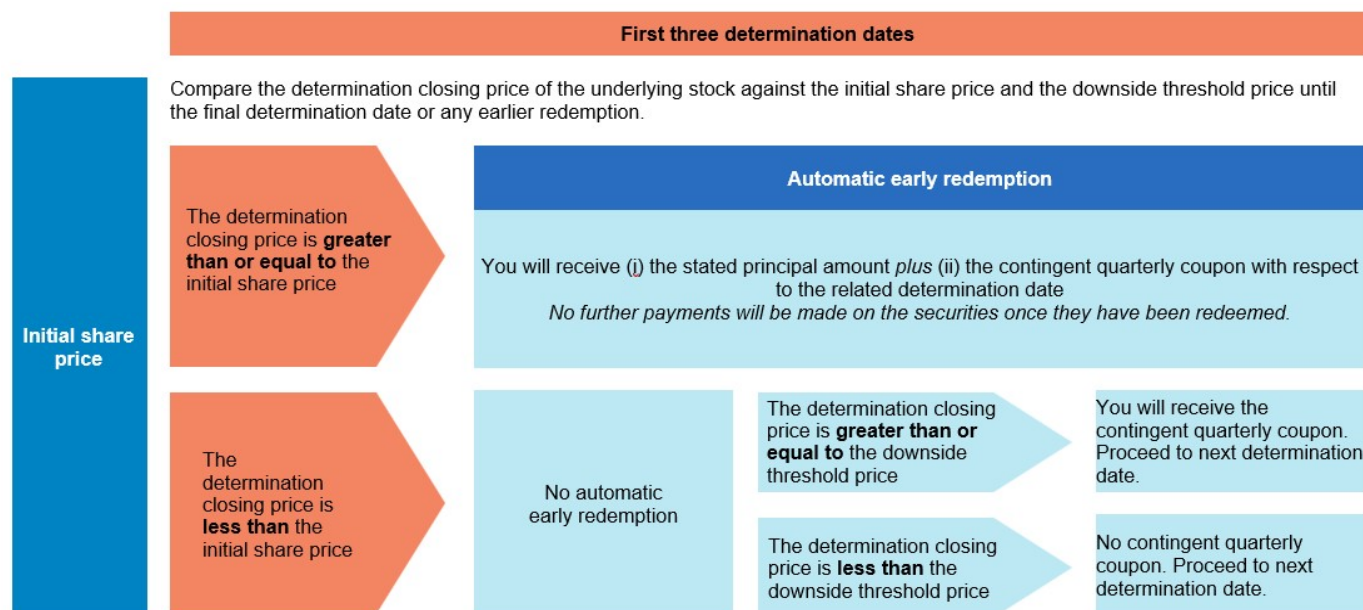 First three determination dates
Compare the determination closing price of the underlying stock against the initial share price and the downside threshold price until
the final determination date or any earlier redemption.
Initial share
price
The determination
closing price is greater
than or equal to the
initial share price
Automatic early redemption
You will receive (i) the stated principal amount plus (ii) the contingent quarterly coupon with respect
to the related determination date
No further payments will be made on the securities once they have been redeemed.
The
determination
closing price is
less than the
initial share price
No automatic
early redemption
The determination closing
price is greater than or
equal to the downside
threshold price
You will receive the
contingent quarterly coupon.
Proceed to next determination
date.
The determination closing
price is less than the
downside threshold price
No contingent quarterly
coupon. Proceed to next
determination date.